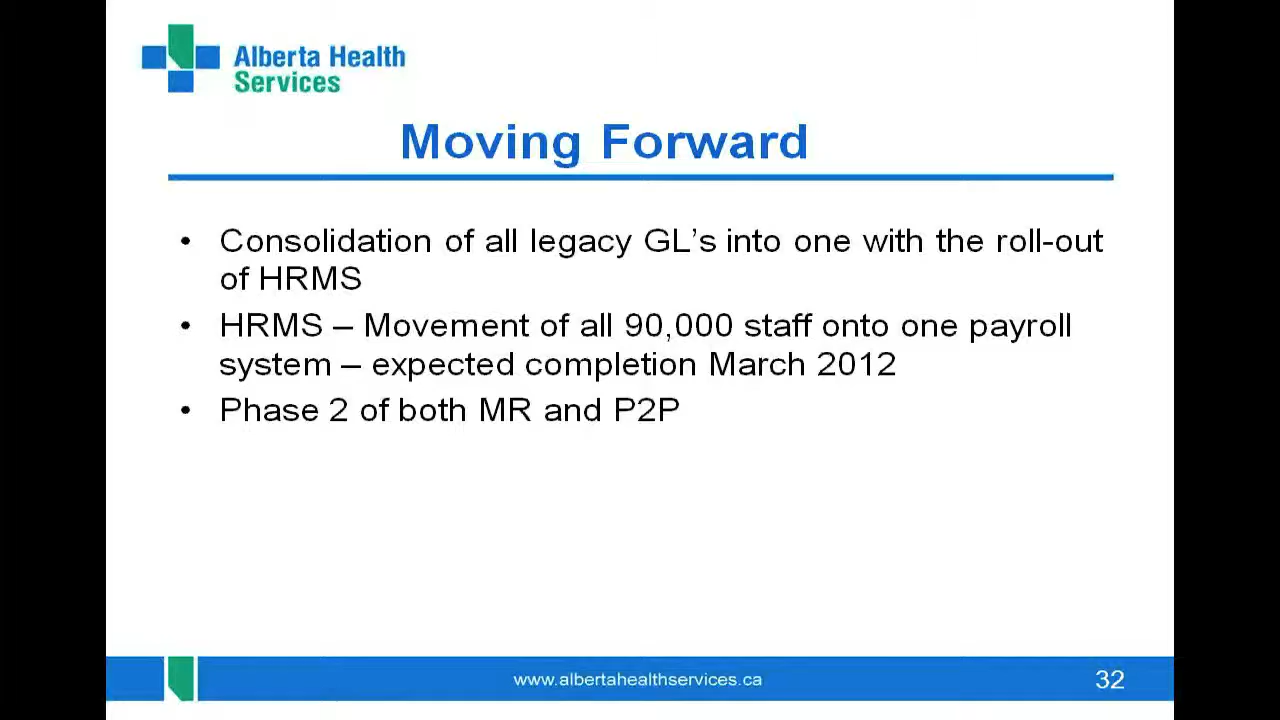 Alberta Health
Services
Moving Forward
• Consolidation of all legacy GL’s into one with the roll-out
of HRMS
• HRMS – Movement of all 90,000 staff onto one payroll
system – expected completion March 2012
• Phase 2 of both MR and P2P
www.albertahealthservices.ca
32